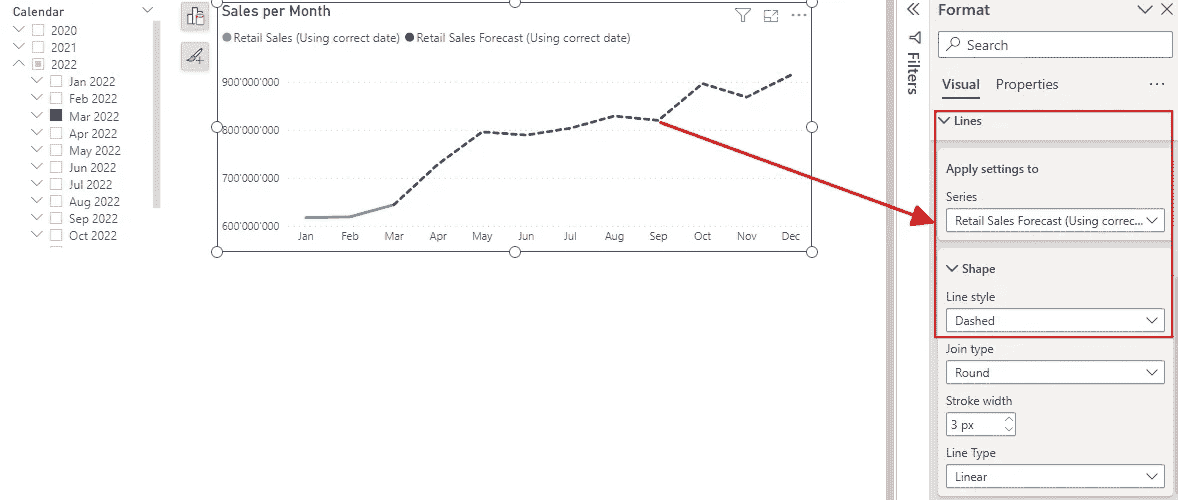 Calendar
2020
2021
2022
Jan 2022
Feb 2022
Mar 2022
Apr 2022
May 2022
Jun 2022
Jul 2022
Aug 2022
Sep 2022
Oct 2022
Sales per Month
Retail Sales (Using correct date) Retail Sales Forecast (Using correct date)
900'000'000
800'000'000
700'000'000
600'000'000
Jan Feb Mar Apr May Jun Jul Aug Sep Oct Nov Dec
Filters
Format
Search
Visual Properties
Lines
Apply settings to
Series
Retail Sales Forecast (Using correc...
Shape
Line style
Dashed
Join type
Round
Stroke width
3 px
Line Type
Linear